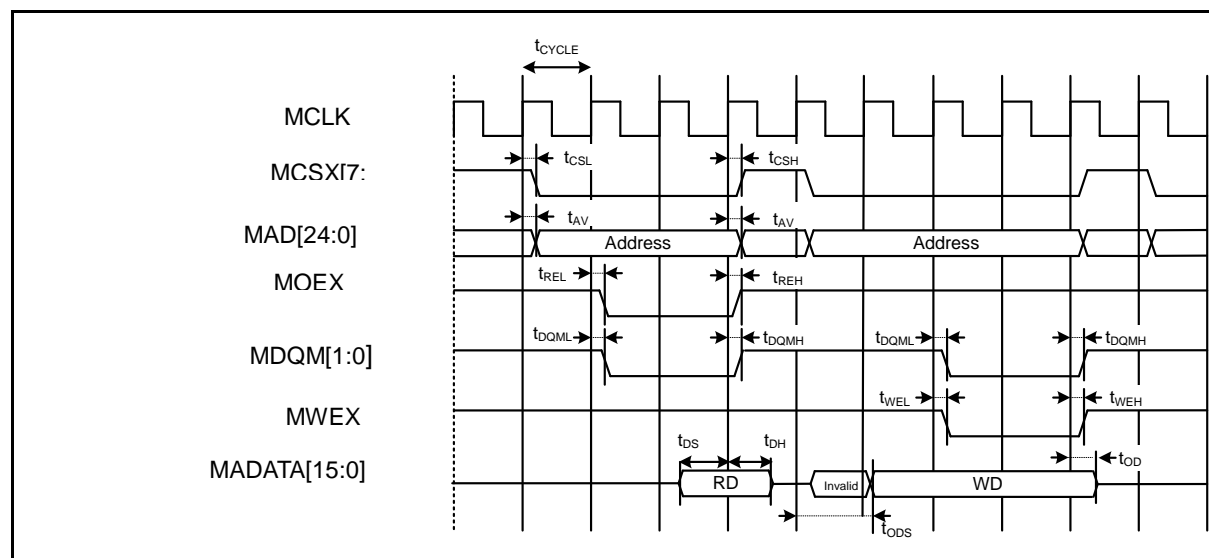 tCYCLE
MCLK
tCSL tCSH
MCSX[7:
tAV tAV
MAD[24:0] Address Address
tREL tREH
MOEX
tDQML tDQMH tDQML tDQMH
MDQM[1:0]
tWEL tWEH
MWEX
tDS tDH
tOD
MADATA[15:0] RD Invalid WD
tODS